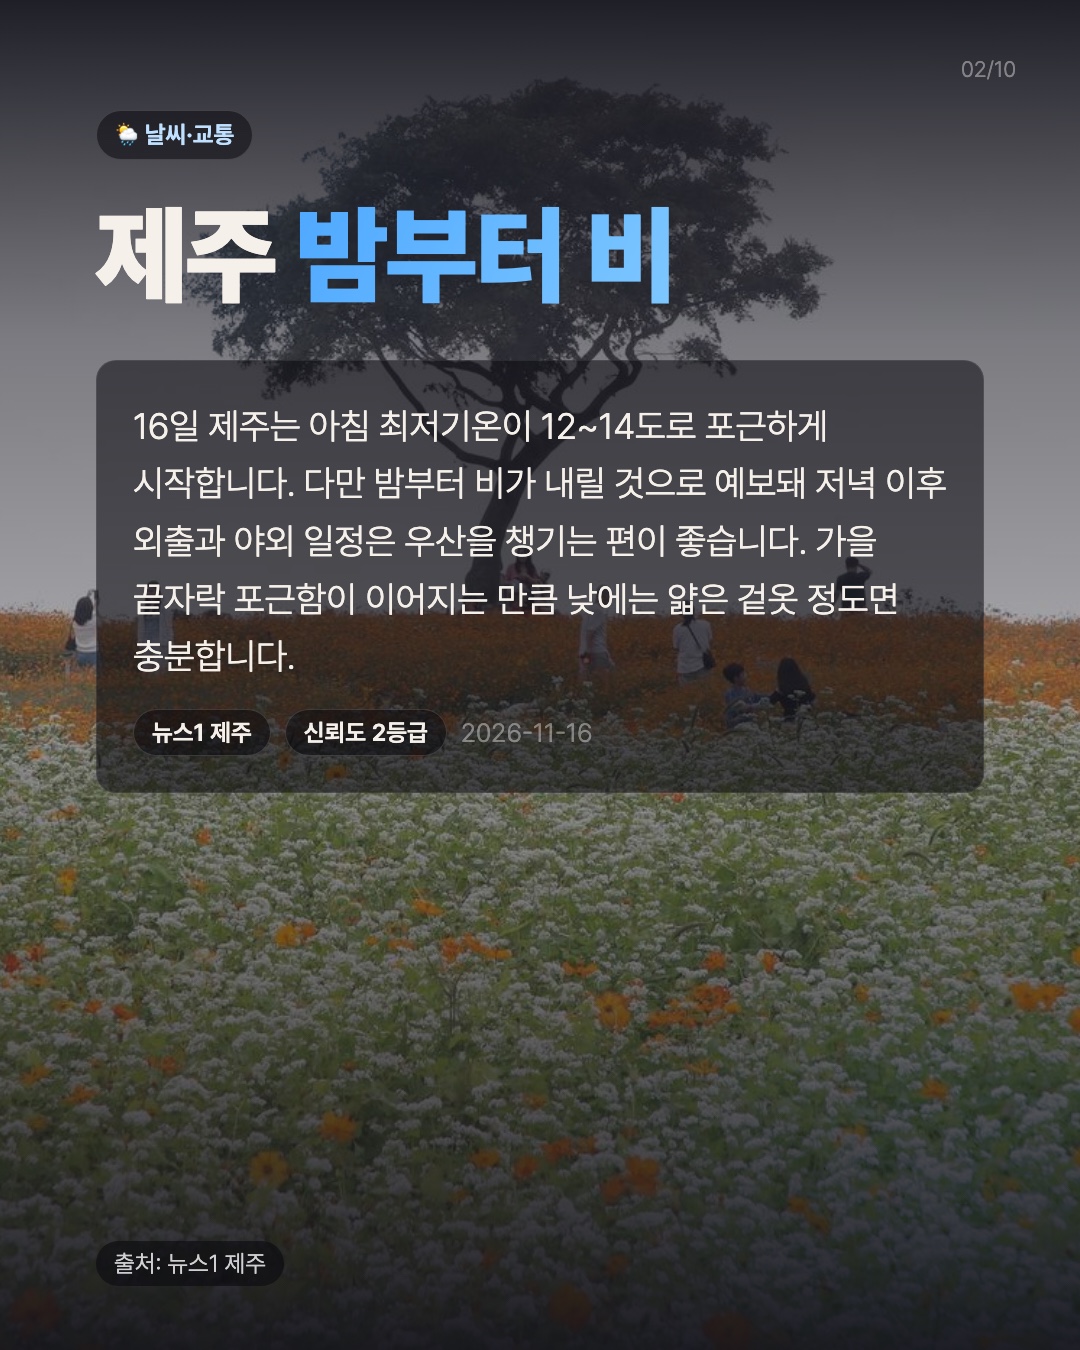 02/10
날씨·교통
제주 밤부터 비
16일 제주는 아침 최저기온이 12~14도로 포근하게
시작합니다. 다만 밤부터 비가 내릴 것으로 예보돼 저녁 이후
외출과 야외 일정은 우산을 챙기는 편이 좋습니다. 가을
끝자락 포근함이 이어지는 만큼 낮에는 얇은 겉옷 정도면
충분합니다.
뉴스1 제주 신뢰도 2등급 2026-11-16
출처: 뉴스1 제주